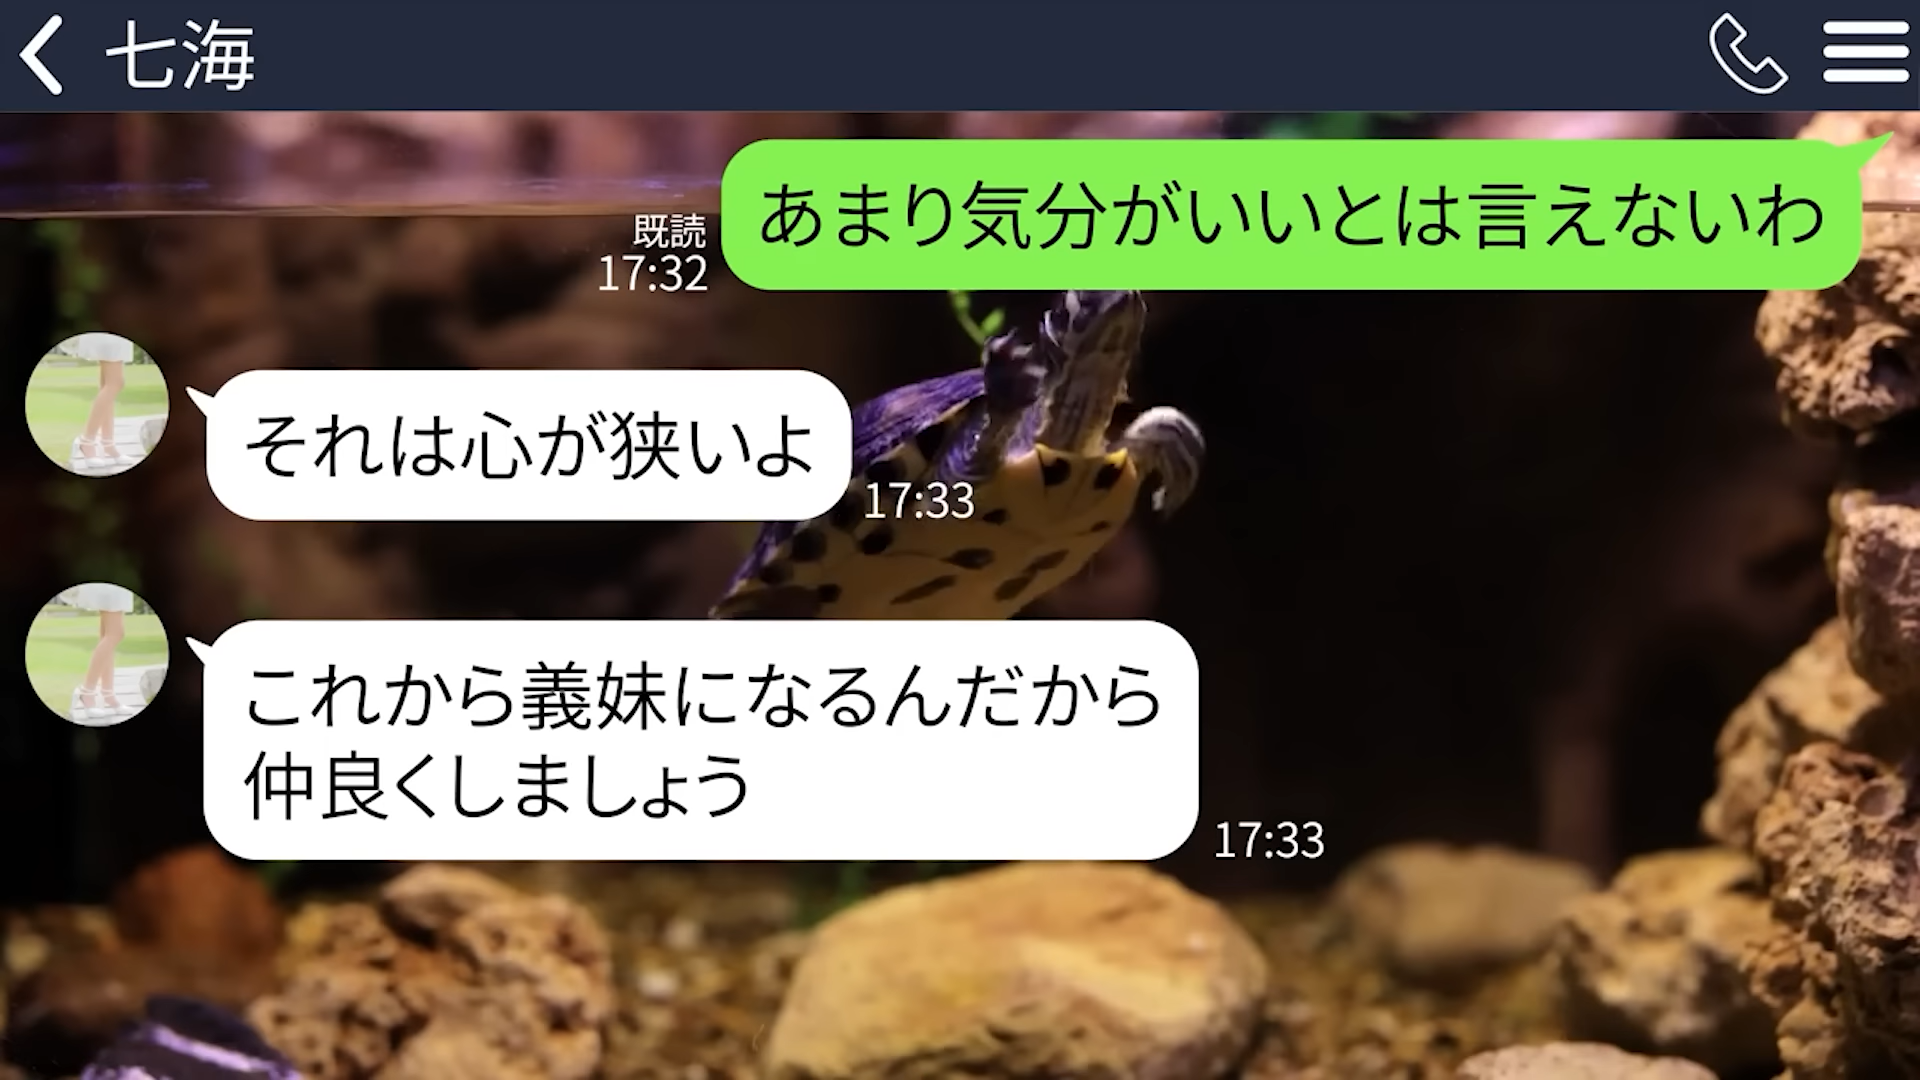 七海
あまり気分がいいとは言えないわ
既読
17:32
それは心が狭いよ
17:33
これから義妹になるんだから
仲良くしましょう
17:33